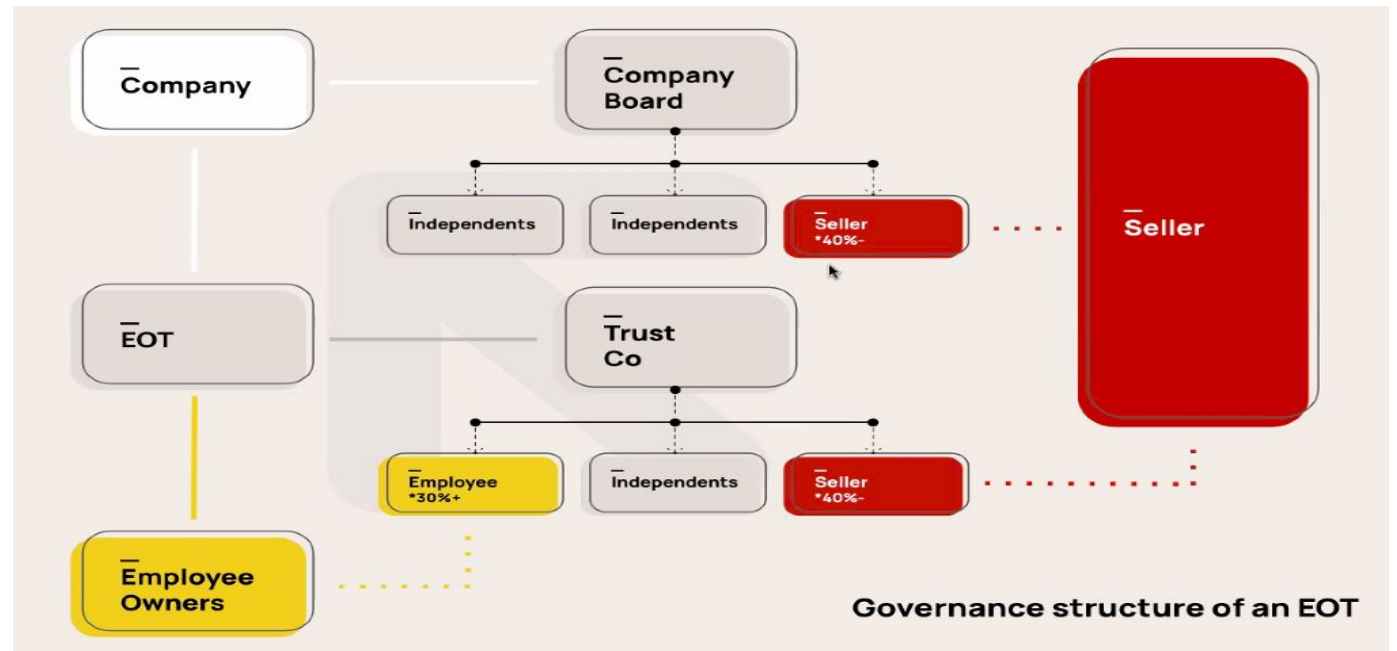 Company
Company
Board
Independents
Independents
Seller
*40%-
Seller
EOT
Trust
Co
Employee
*30%+
Independents
Seller
*40%-
Employee
Owners
Governance structure of an EOT